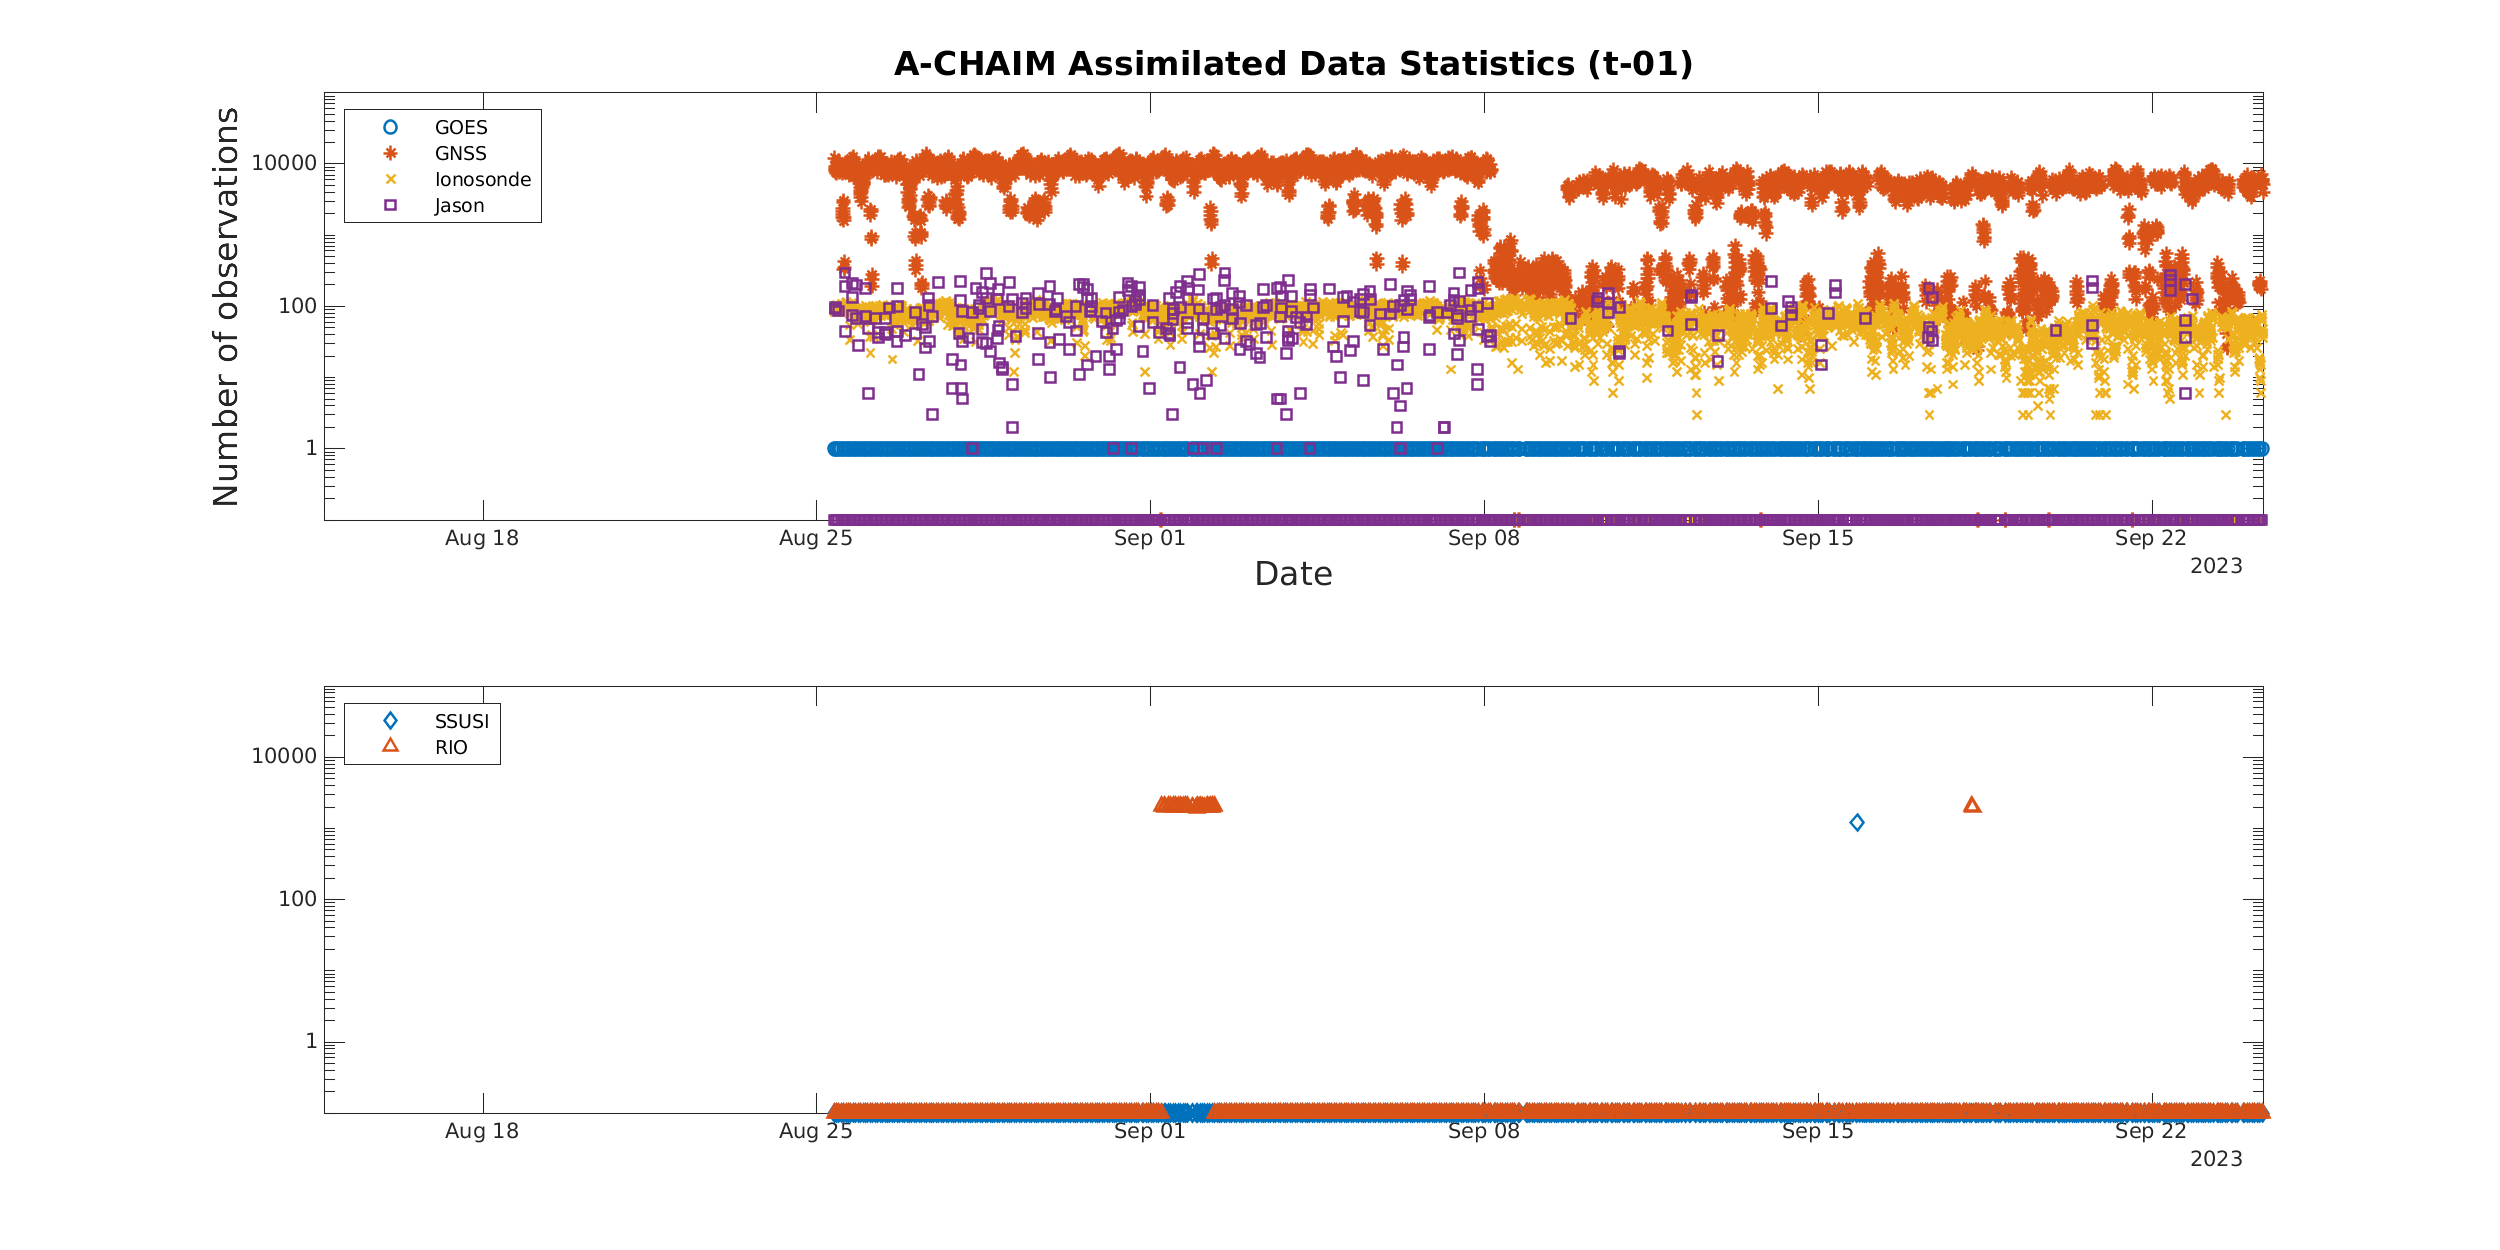 A-CHAIM Assimilated Data Statistics (t-01)
Number of observations
10000
100
1
GOES
GNSS
Ionosonde
Jason
Aug 18
Aug 25
Sep 01
Sep 08
Sep 15
Sep 22
2023
Date
10000
100
1
SSUSI
RIO
Aug 18
Aug 25
Sep 01
Sep 08
Sep 15
Sep 22
2023